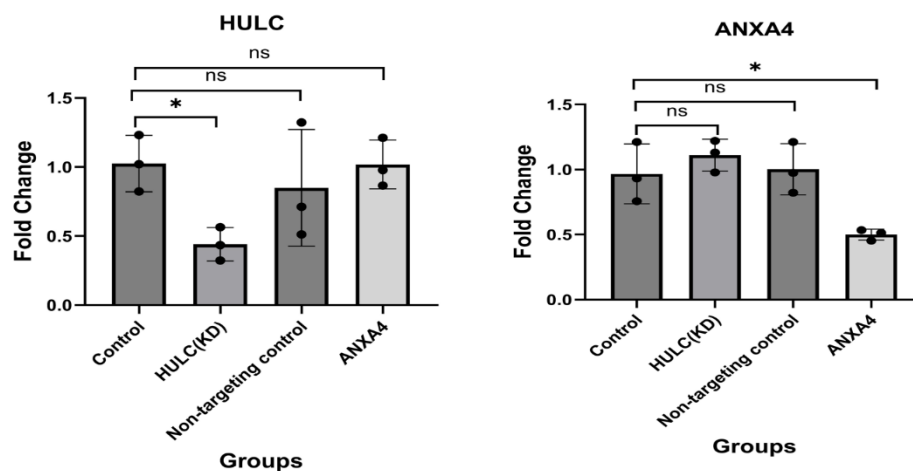 HULC
ns
ns
*
1.5
1.0
0.5
0.0
Fold Change
Control
HULC(KD)
Non-targeting control
ANXA4
Groups
ANXA4
*
ns
ns
1.5
1.0
0.5
0.0
Fold Change
Control
HULC(KD)
Non-targeting control
ANXA4
Groups